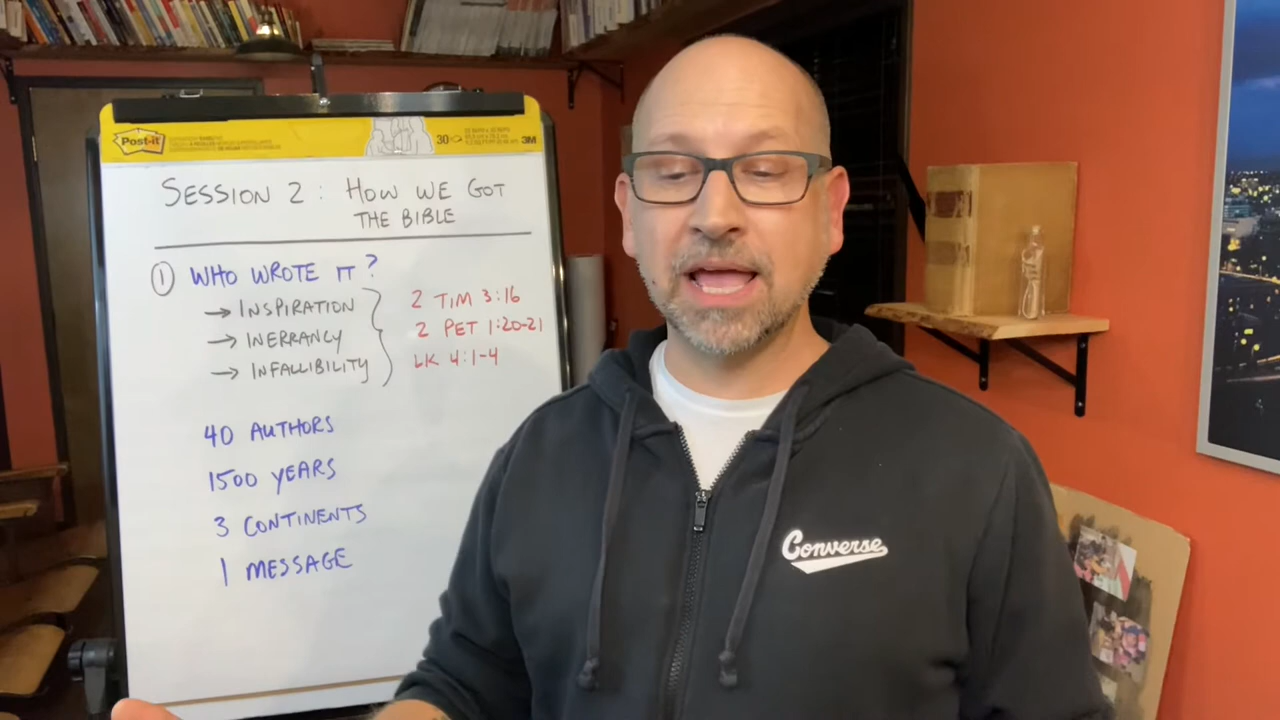 Post-it
30
3M
SESSION 2 : HOW WE GOT
THE BIBLE
① WHO WROTE IT?
→ INSPIRATION
→ INERRANCY
→ INFALLIBILITY
2 TIM 3:16
2 PET 1:20-21
LK 4:1-4
40 AUTHORS
1500 YEARS
3 CONTINENTS
1 MESSAGE
Converse